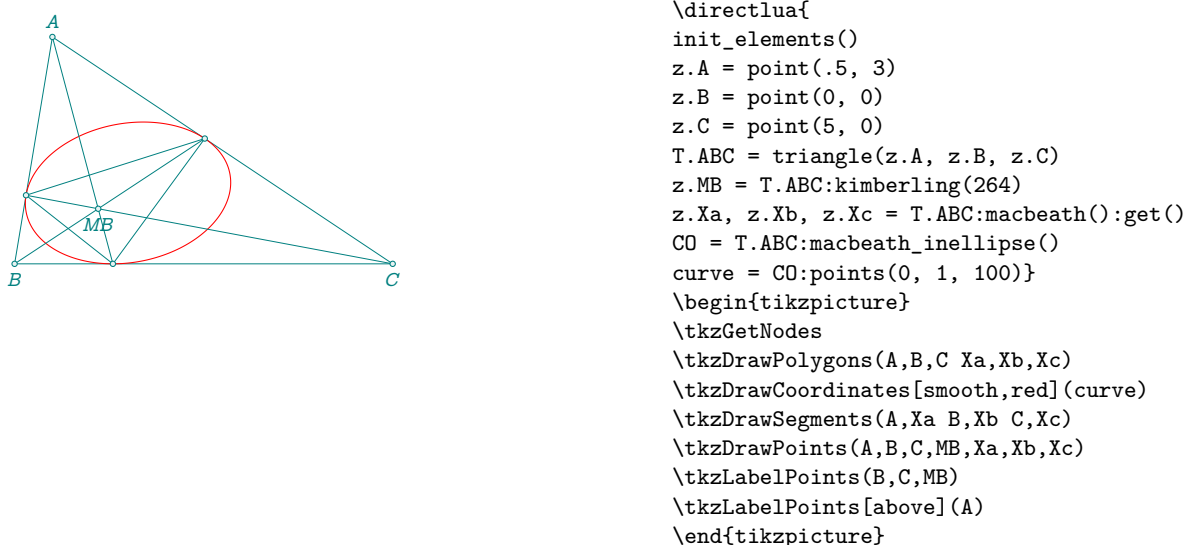 A
MB
B
C
\directlua{
init_elements()
z.A = point(.5, 3)
z.B = point(0, 0)
z.C = point(5, 0)
T.ABC = triangle(z.A, z.B, z.C)
z.MB = T.ABC:kimberling(264)
z.Xa, z.Xb, z.Xc = T.ABC:macbeath():get()
CO = T.ABC:macbeath_inellipse()
curve = CO:points(0, 1, 100)}
\begin{tikzpicture}
\tkzGetNodes
\tkzDrawPolygons(A,B,C Xa,Xb,Xc)
\tkzDrawCoordinates[smooth,red](curve)
\tkzDrawSegments(A,Xa B,Xb C,Xc)
\tkzDrawPoints(A,B,C,MB,Xa,Xb,Xc)
\tkzLabelPoints(B,C,MB)
\tkzLabelPoints[above](A)
\end{tikzpicture}